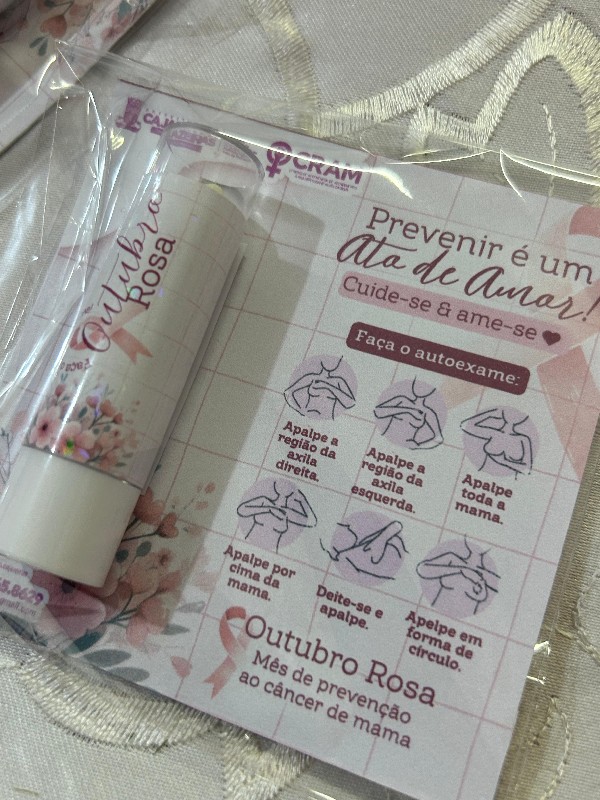 CRAM
Prevenir é um
Ato de Amor!
Cuide-se & ame-se
Faça o autoexame:
Apalpe a
região da
axila
direita.
Apalpe a
região da
axila
esquerda.
Apalpe
toda a
mama.
Apalpe por
cima da
mama.
Deite-se e
apalpe.
Apelpe em
forma de
círculo.
Outubro Rosa
Mês de prevenção
ao câncer de mama
Outubro
Rosa